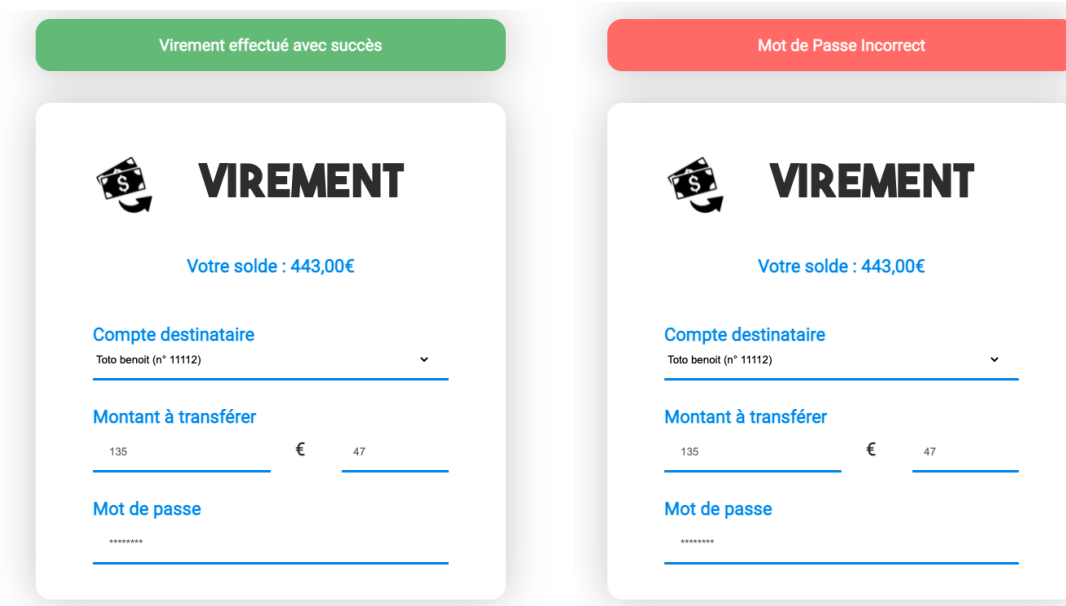 Virement effectué avec succès
VIREMENT
Votre solde : 443,00€
Compte destinataire
Toto benoit (n° 11112)
Montant à transférer
135 € 47
Mot de passe
********
Mot de Passe Incorrect
VIREMENT
Votre solde : 443,00€
Compte destinataire
Toto benoit (n° 11112)
Montant à transférer
135 € 47
Mot de passe
********